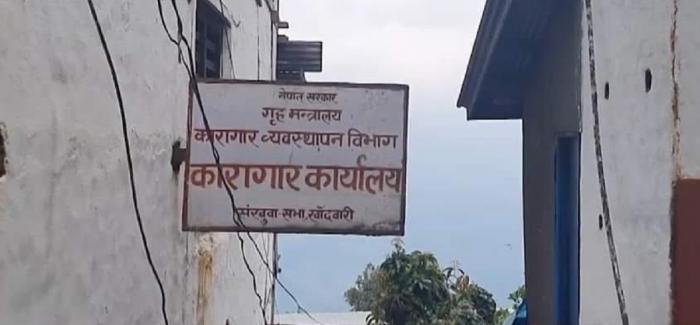 नेपाल सरकार
गृह मन्त्रालय
कारागार व्यवस्थापन विभाग
कारागार कार्यालय
संखुवा-सभा, खाँदबारी